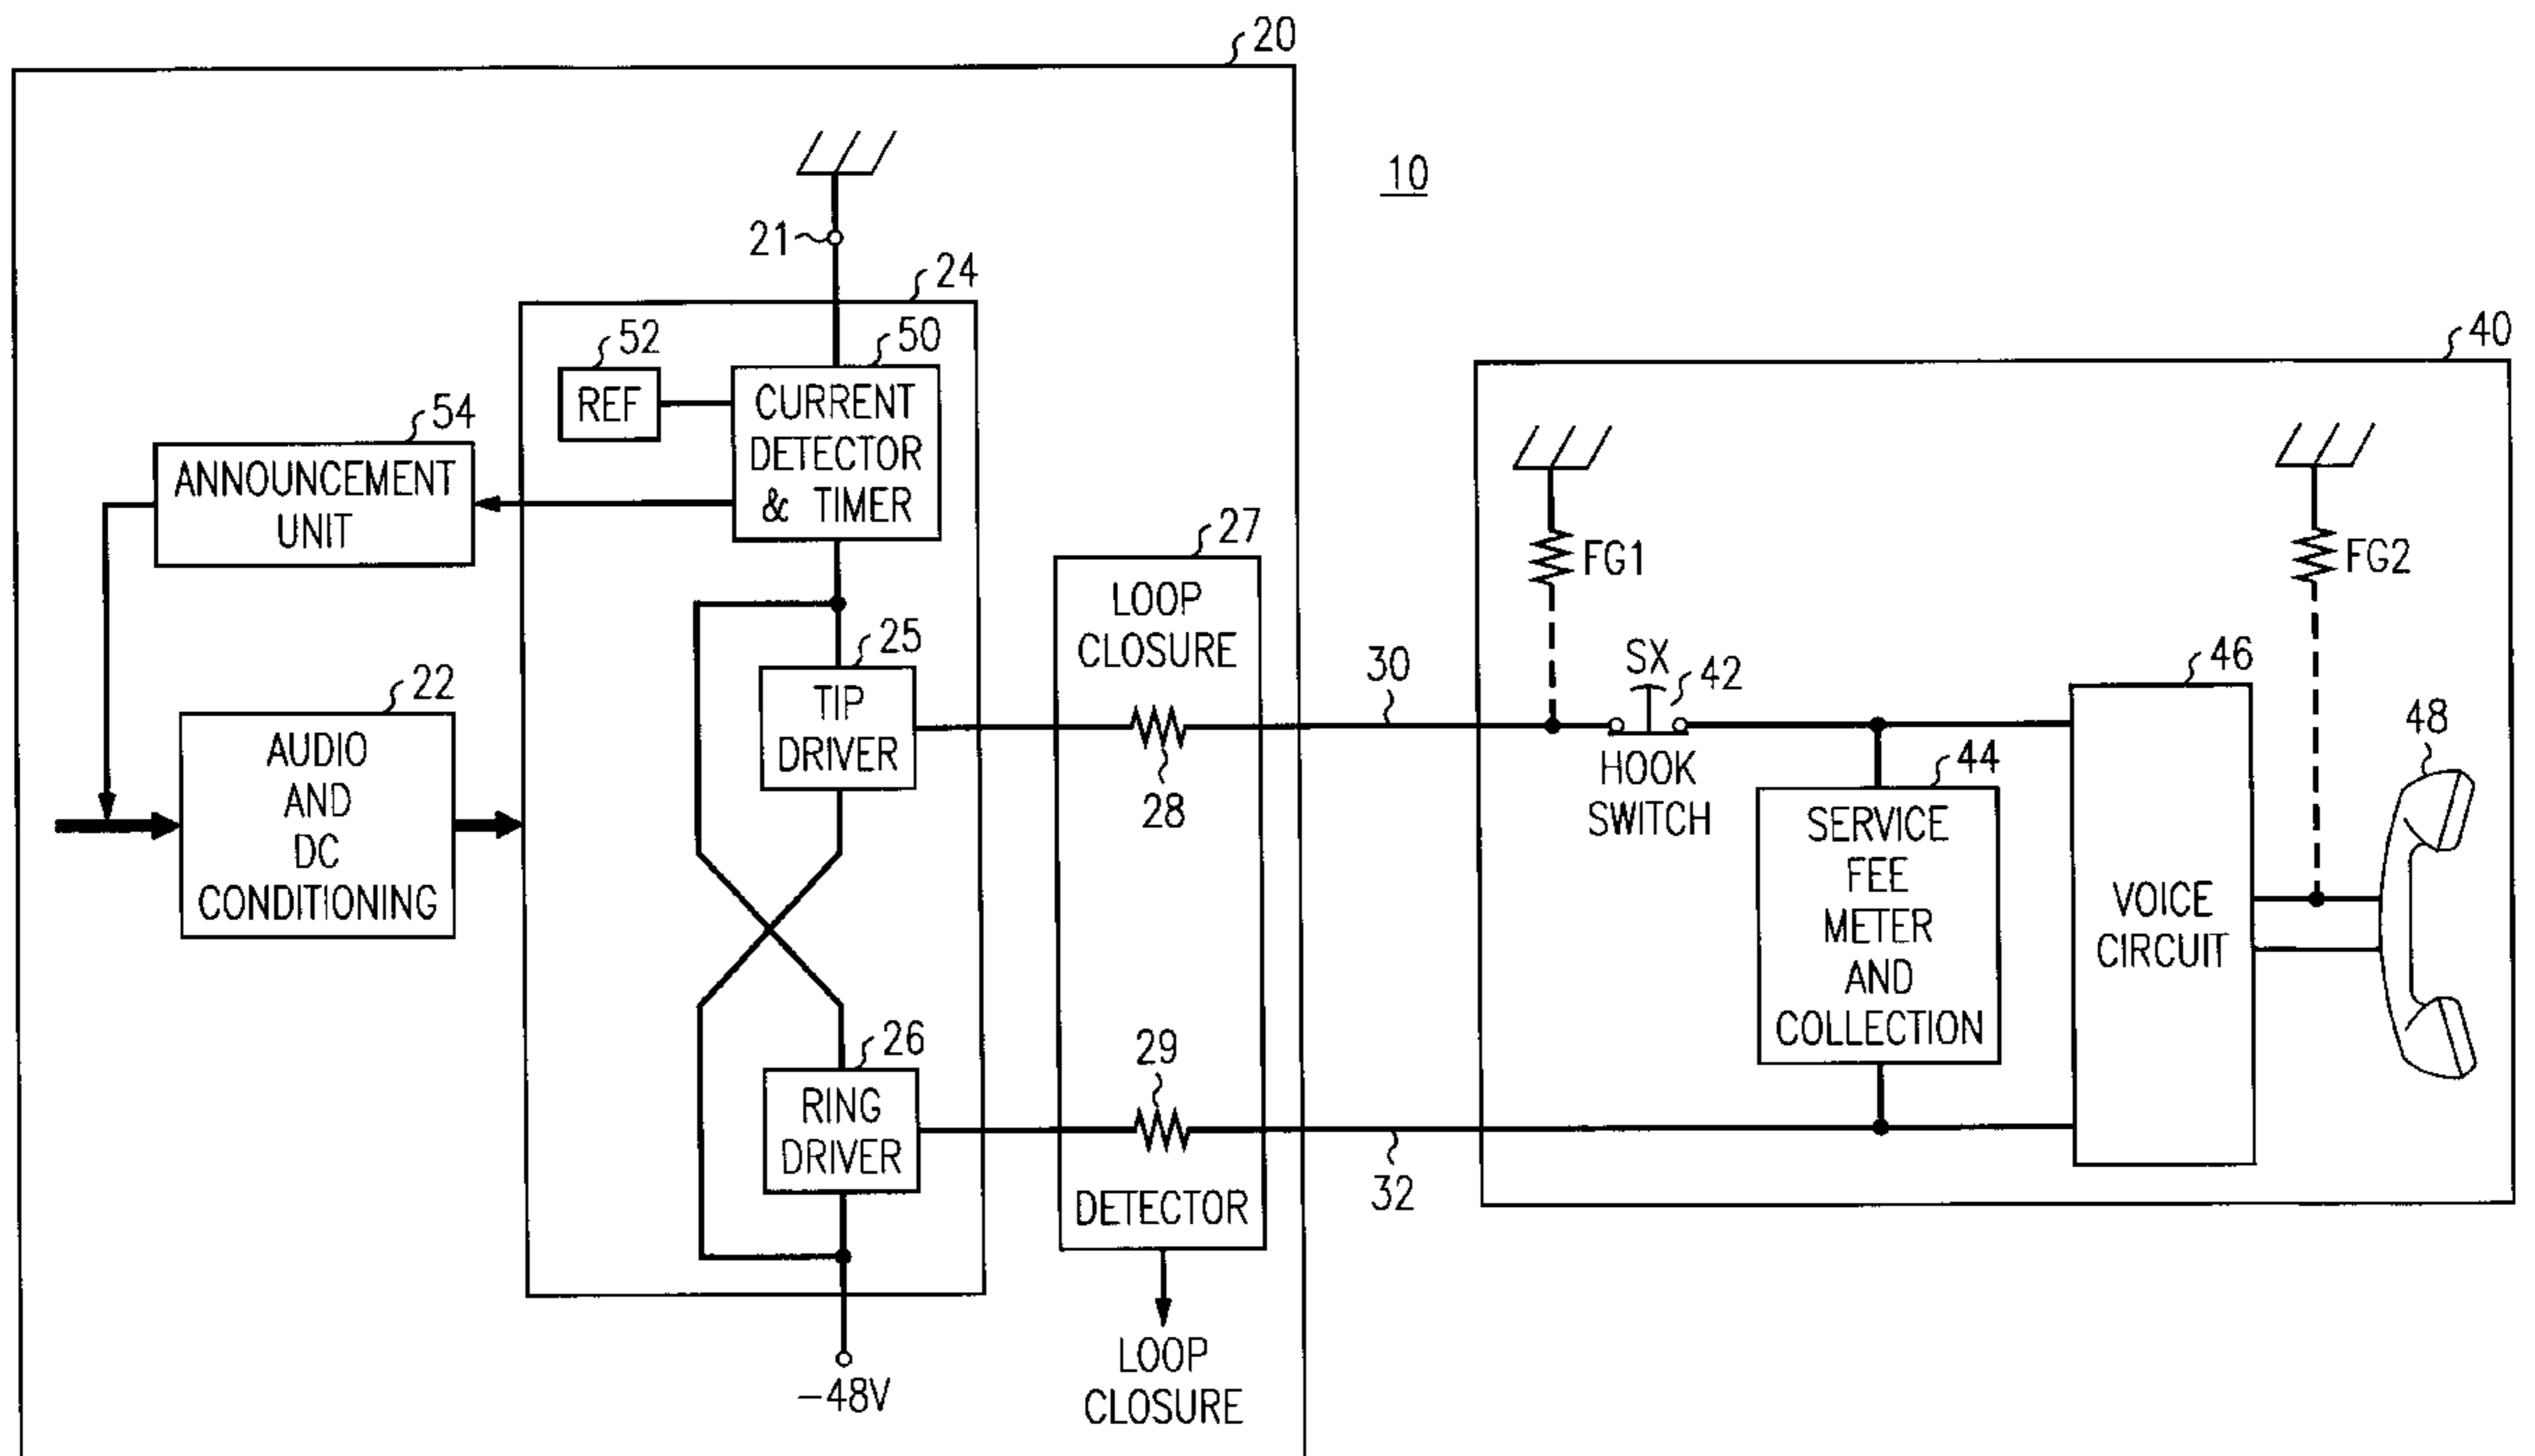 20
10
21
24
52
50
REF
CURRENT
DETECTOR
& TIMER
54
ANNOUNCEMENT
UNIT
40
FG1
FG2
27
LOOP
CLOSURE
25
TIP
DRIVER
22
AUDIO
AND
DC
CONDITIONING
28
30
SX
42
HOOK
SWITCH
46
VOICE
CIRCUIT
48
44
SERVICE
FEE
METER
AND
COLLECTION
26
RING
DRIVER
29
DETECTOR
32
LOOP
CLOSURE
-48V